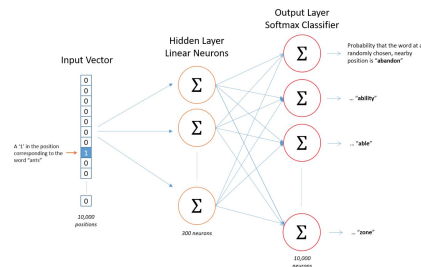 Output Layer
Softmax Classifier
Hidden Layer
Linear Neurons
Input Vector
0
0
0
0
0
0
0
1
0
0
0
A '1' in the position
corresponding to the
word "ants"
10,000
positions
Σ
Σ
Σ
300 neurons
Σ
Σ
Σ
Σ
10,000
neurons
Probability that the word at a
randomly chosen, nearby
position is "abandon"
... "ability"
... "able"
... "zone"